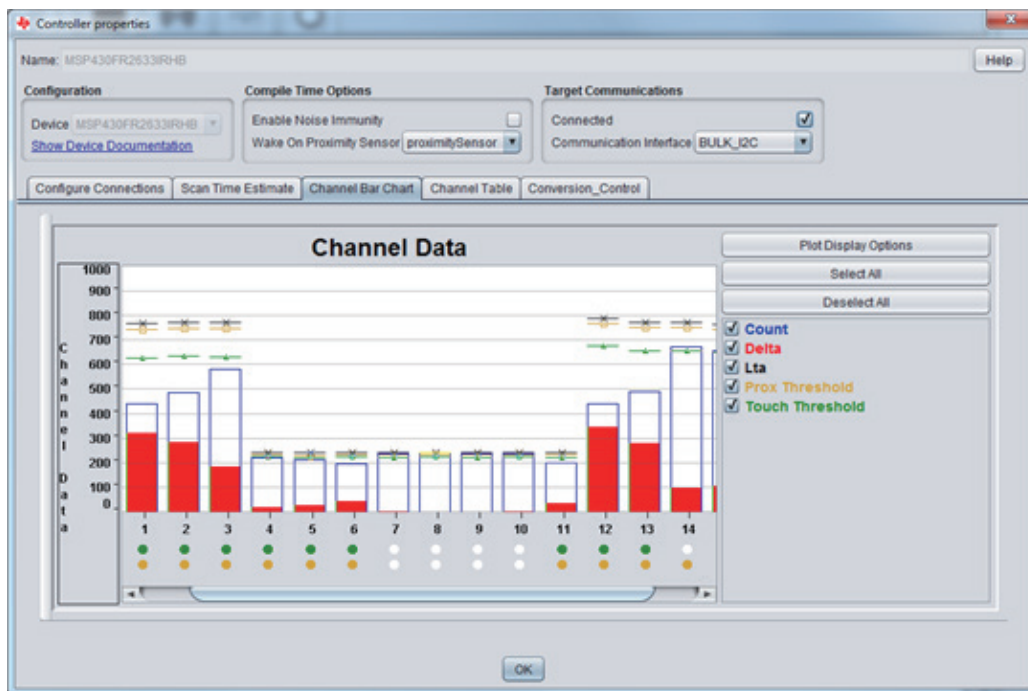 Controller properties
Name: MSP430FR2633IRHB
Help
Configuration
Device MSP430FR2633IRHB
Show Device Documentation
Compile Time Options
Enable Noise Immunity
Wake On Proximity Sensor proximitySensor
Target Communications
Connected
Communication Interface BULK_I2C
Configure Connections
Scan Time Estimate
Channel Bar Chart
Channel Table
Conversion_Control
Channel Data
Channel Data
1000
900
800
700
600
500
400
300
200
100
0
1 2 3 4 5 6 7 8 9 10 11 12 13 14
Plot Display Options
Select All
Deselect All
Count
Delta
Lta
Prox Threshold
Touch Threshold
OK